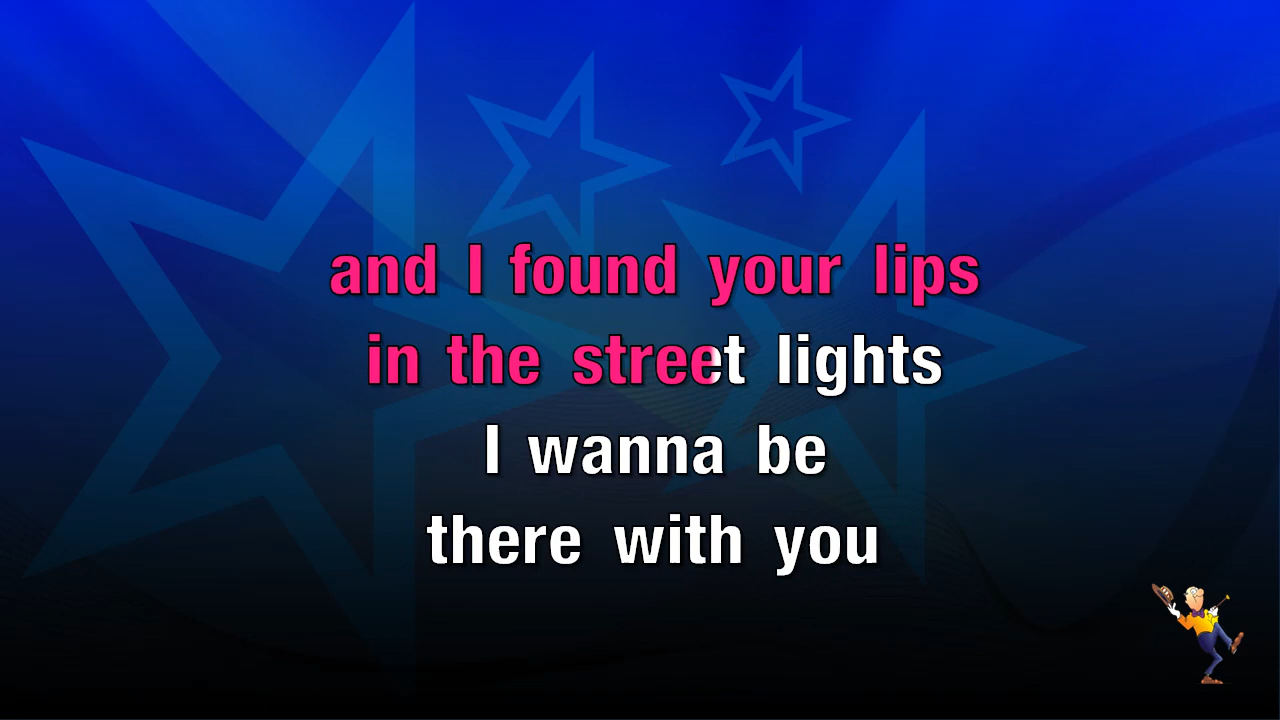 and I found your lips
in the street lights
I wanna be
there with you